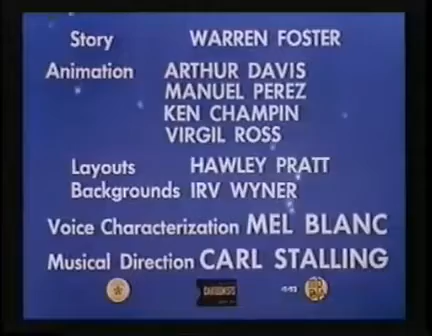 Story WARREN FOSTER
Animation ARTHUR DAVIS
MANUEL PEREZ
KEN CHAMPIN
VIRGIL ROSS
Layouts HAWLEY PRATT
Backgrounds IRV WYNER
Voice Characterization MEL BLANC
Musical Direction CARL STALLING
CARTOONISTS